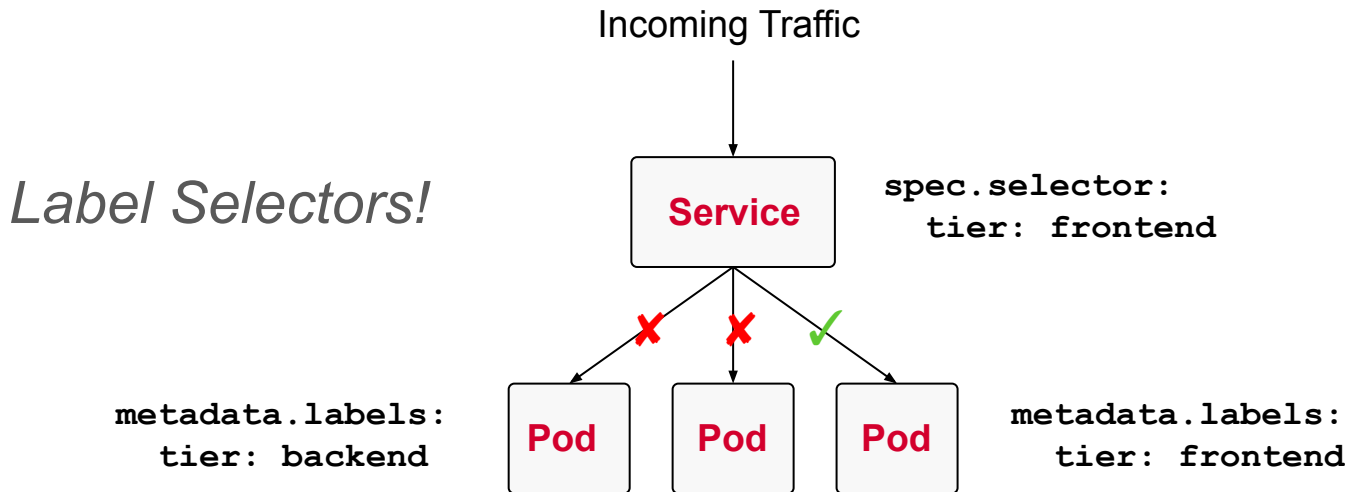 Incoming Traffic
Label Selectors!
Service
spec.selector:
tier: frontend
metadata.labels:
tier: backend
Pod
Pod
Pod
metadata.labels:
tier: frontend